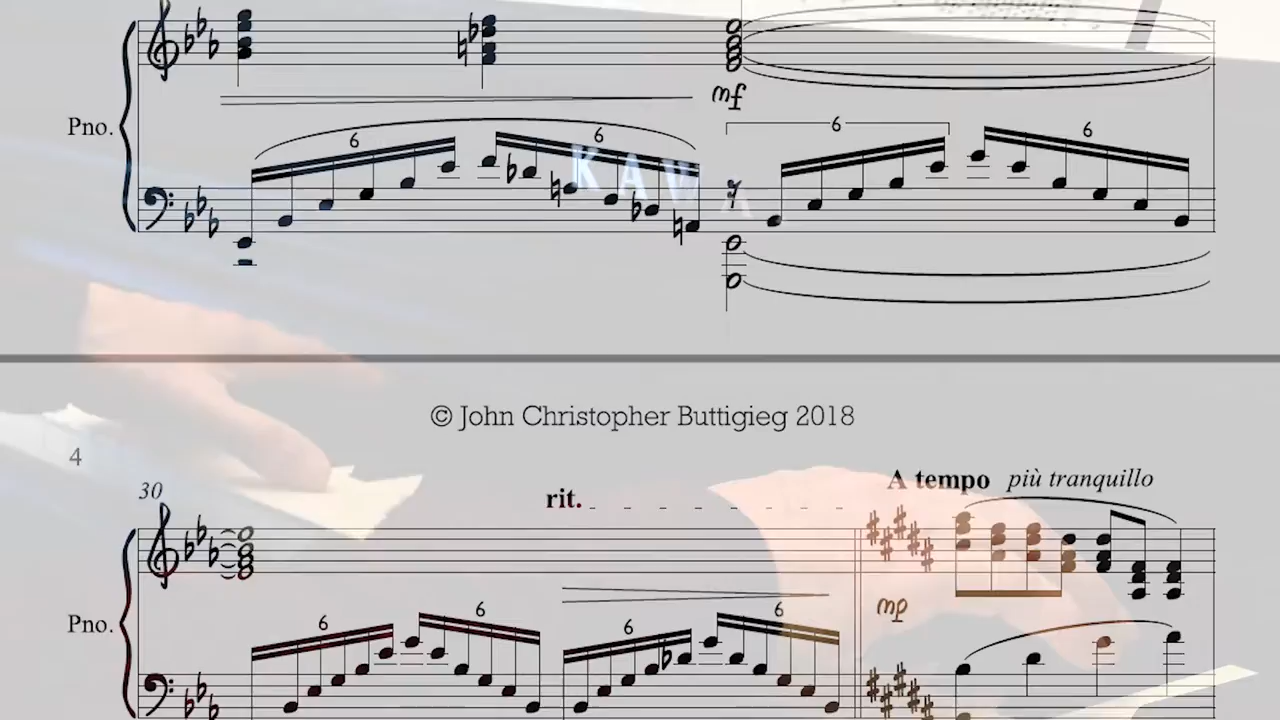 Pno.
6
6
6
6
mf
KAWA
© John Christopher Buttigieg 2018
4
30
rit.
A tempo più tranquillo
mp
Pno.
6
6
6
6